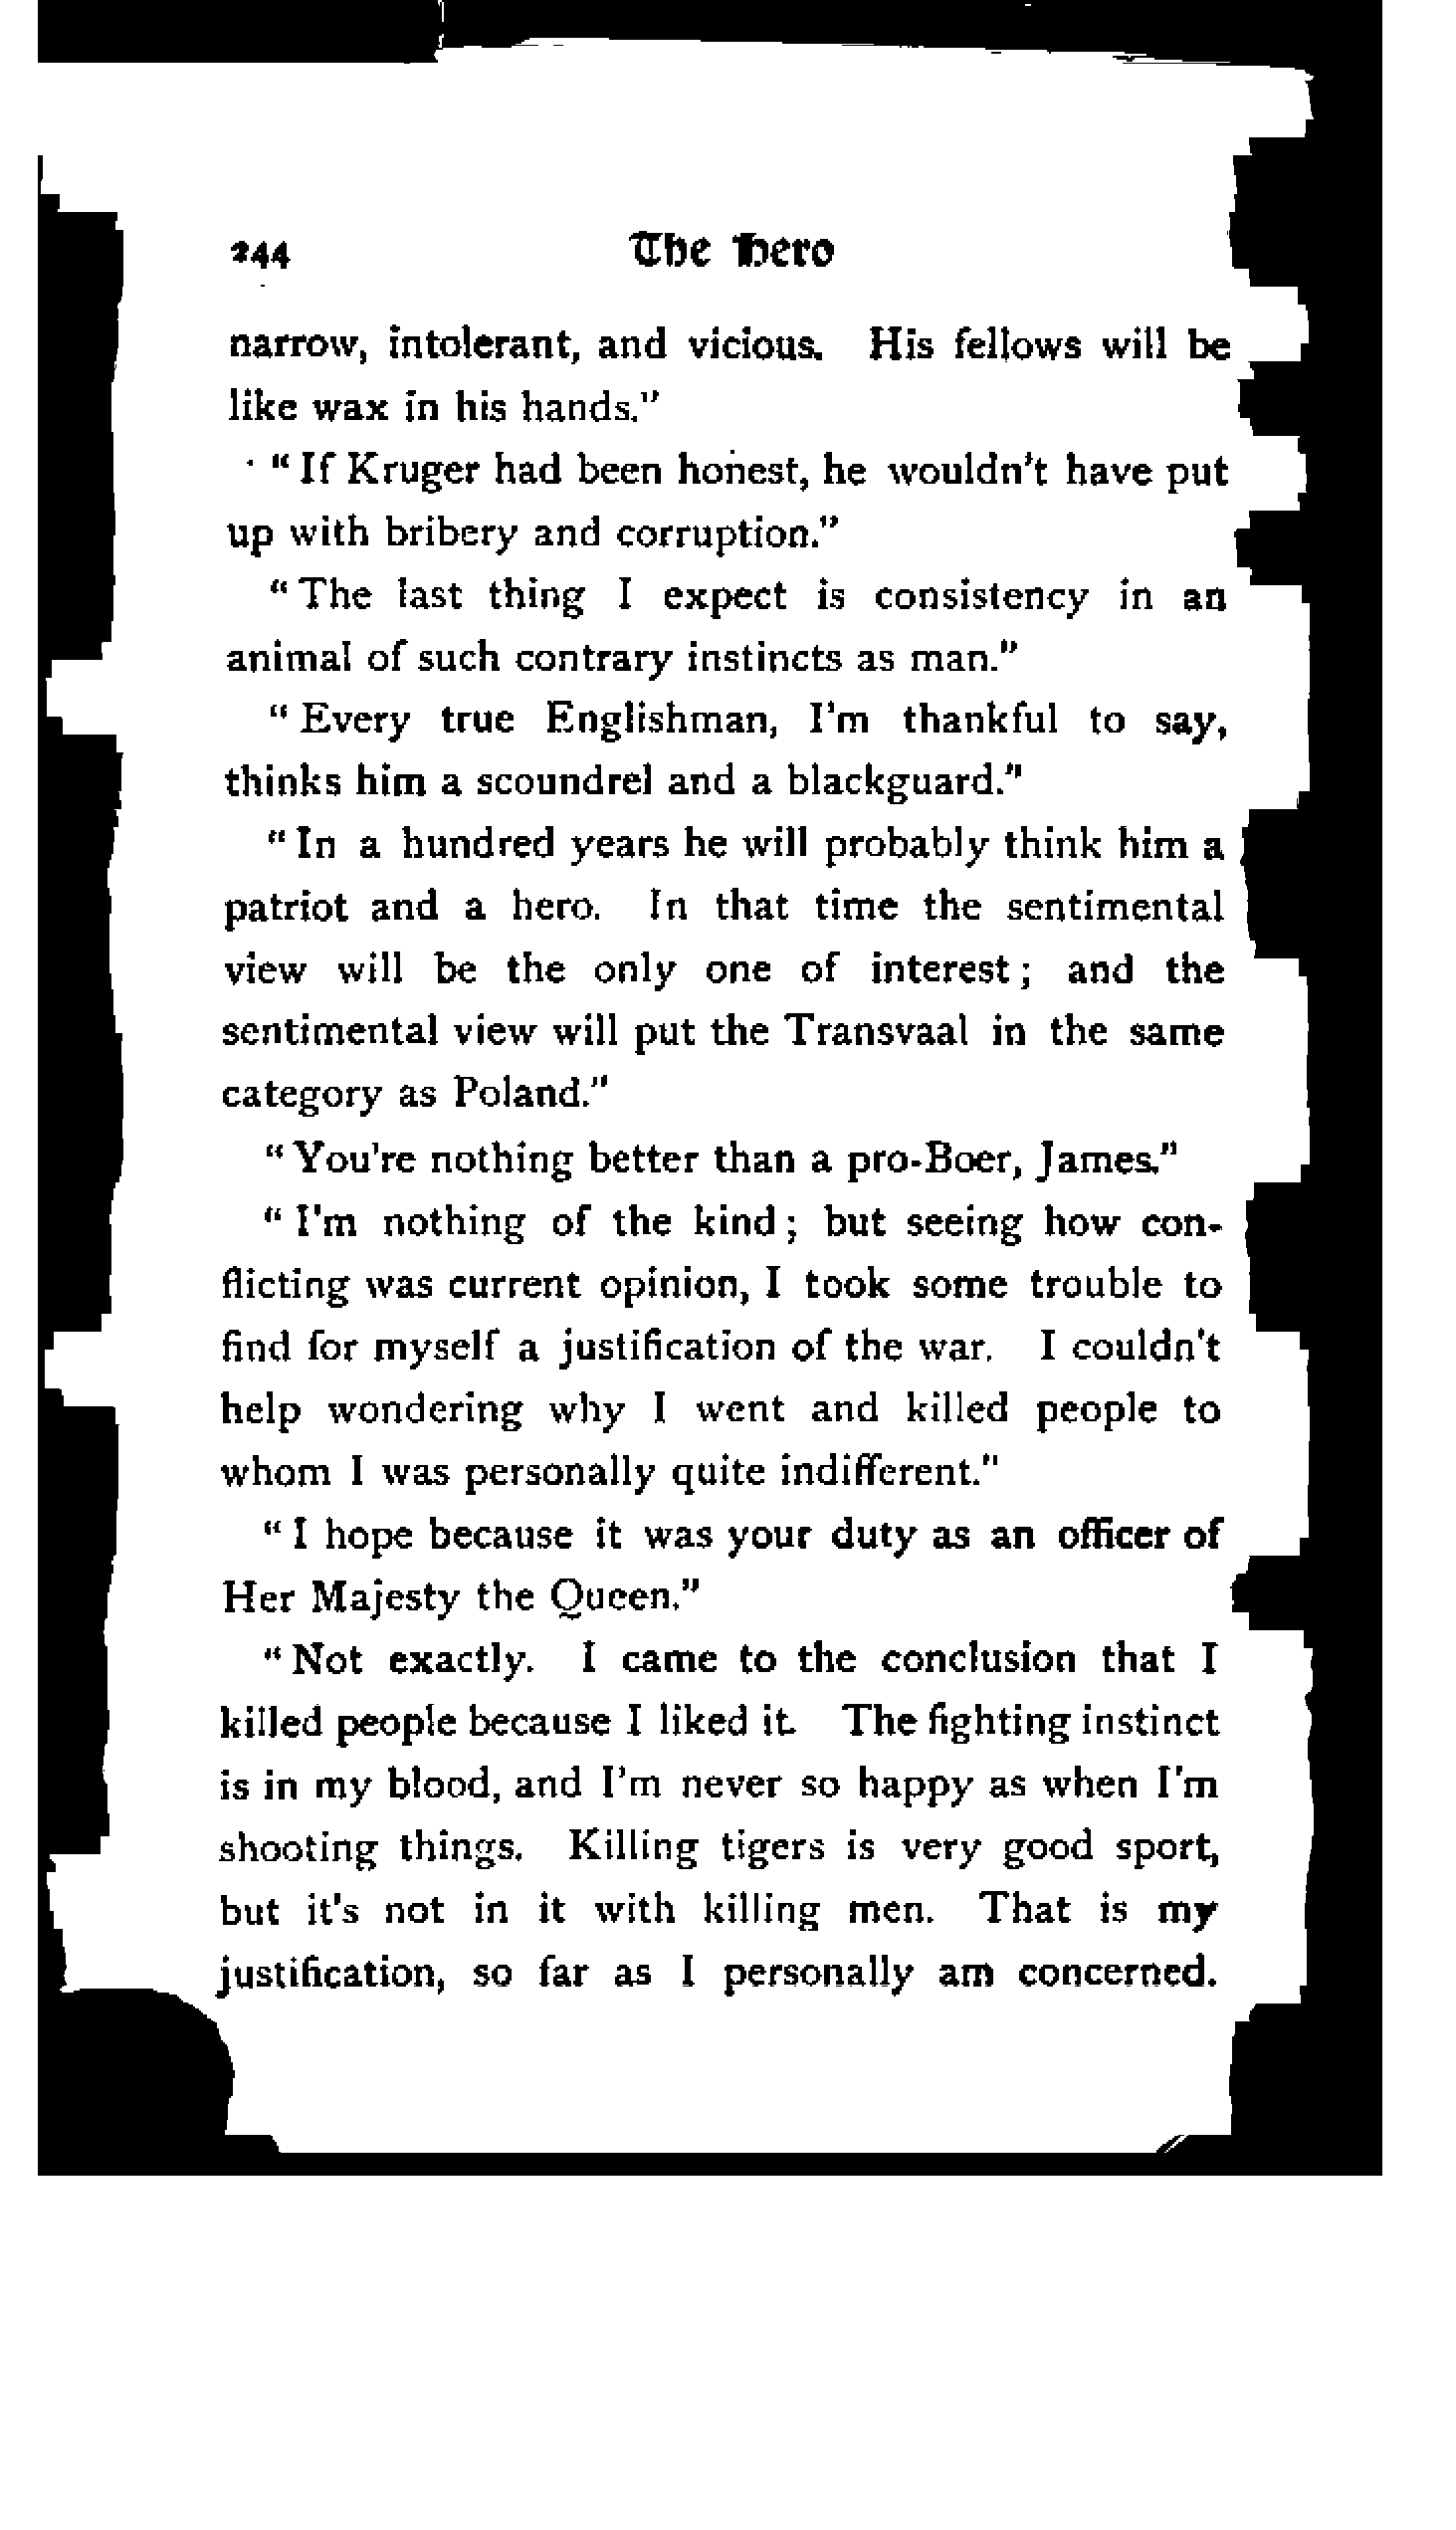 244 The Hero
narrow, intolerant, and vicious. His fellows will be
like wax in his hands."
"If Kruger had been honest, he wouldn't have put
up with bribery and corruption."
"The last thing I expect is consistency in an
animal of such contrary instincts as man."
"Every true Englishman, I'm thankful to say,
thinks him a scoundrel and a blackguard."
"In a hundred years he will probably think him a
patriot and a hero. In that time the sentimental
view will be the only one of interest; and the
sentimental view will put the Transvaal in the same
category as Poland."
"You're nothing better than a pro-Boer, James."
"I'm nothing of the kind; but seeing how con-
flicting was current opinion, I took some trouble to
find for myself a justification of the war. I couldn't
help wondering why I went and killed people to
whom I was personally quite indifferent."
"I hope because it was your duty as an officer of
Her Majesty the Queen."
"Not exactly. I came to the conclusion that I
killed people because I liked it. The fighting instinct
is in my blood, and I'm never so happy as when I'm
shooting things. Killing tigers is very good sport,
but it's not in it with killing men. That is my
justification, so far as I personally am concerned.